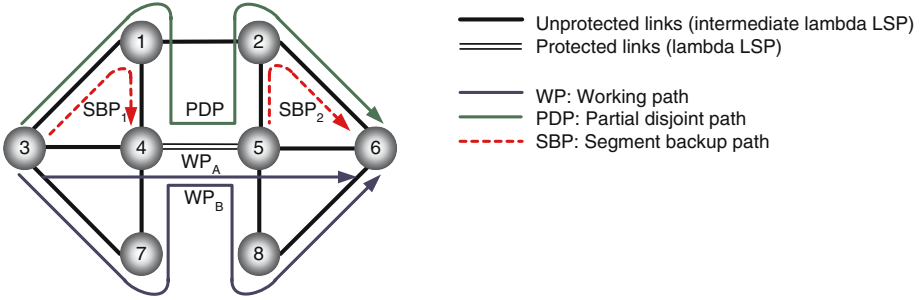 1
2
Unprotected links (intermediate lambda LSP)
Protected links (lambda LSP)
SBP1
PDP
SBP2
WP: Working path
PDP: Partial disjoint path
SBP: Segment backup path
3
4
5
6
WPA
WPB
7
8